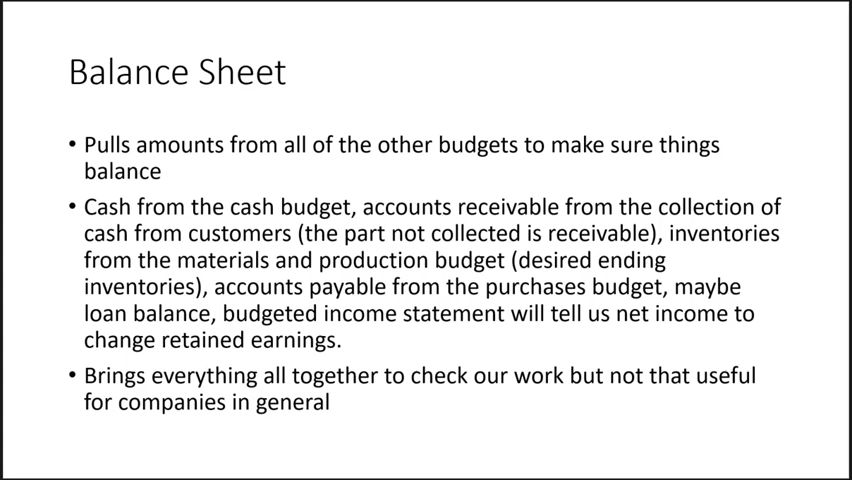 Balance Sheet
• Pulls amounts from all of the other budgets to make sure things
balance
• Cash from the cash budget, accounts receivable from the collection of
cash from customers (the part not collected is receivable), inventories
from the materials and production budget (desired ending
inventories), accounts payable from the purchases budget, maybe
loan balance, budgeted income statement will tell us net income to
change retained earnings.
• Brings everything all together to check our work but not that useful
for companies in general